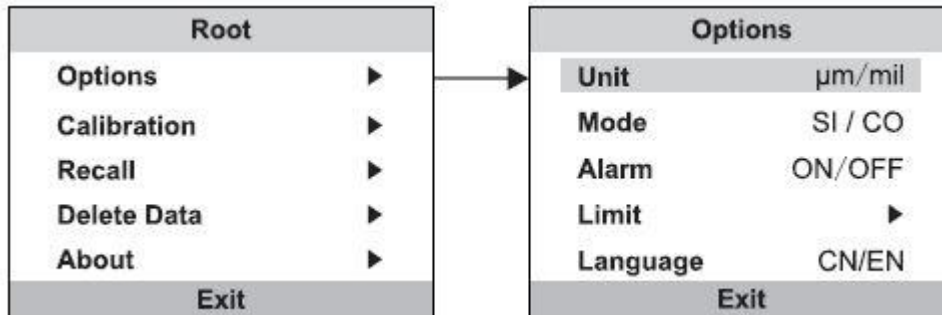 Root
Options ▶
Calibration ▶
Recall ▶
Delete Data ▶
About ▶
Exit
Options
Unit μm/mil
Mode SI / CO
Alarm ON/OFF
Limit ▶
Language CN/EN
Exit